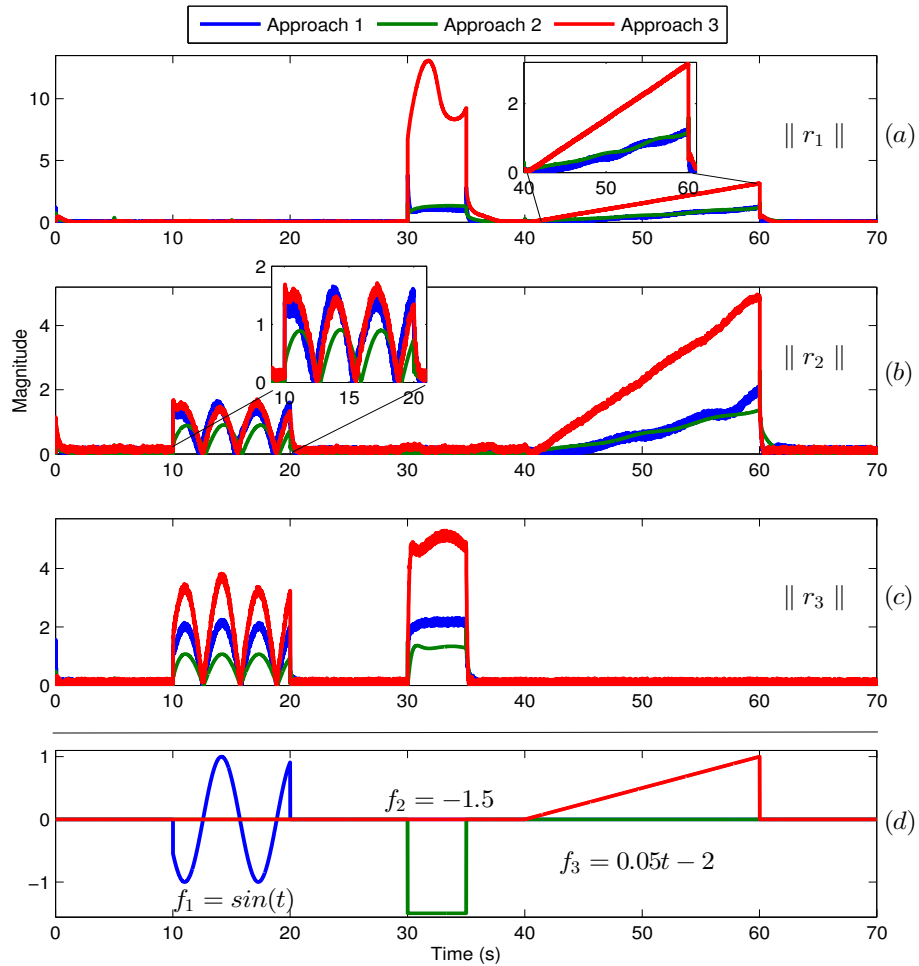 Approach 1 Approach 2 Approach 3
10
5
0
0 10 20 30 40 50 60 70
2
0
40 50 60
‖ r1 ‖ (a)
Magnitude
4
2
0
0 10 20 30 40 50 60 70
2
1
0
10 15 20
‖ r2 ‖ (b)
4
2
0
0 10 20 30 40 50 60 70
‖ r3 ‖ (c)
1
0
−1
0 10 20 30 40 50 60 70
f1 = sin(t)
f2 = −1.5
f3 = 0.05t − 2
(d)
Time (s)